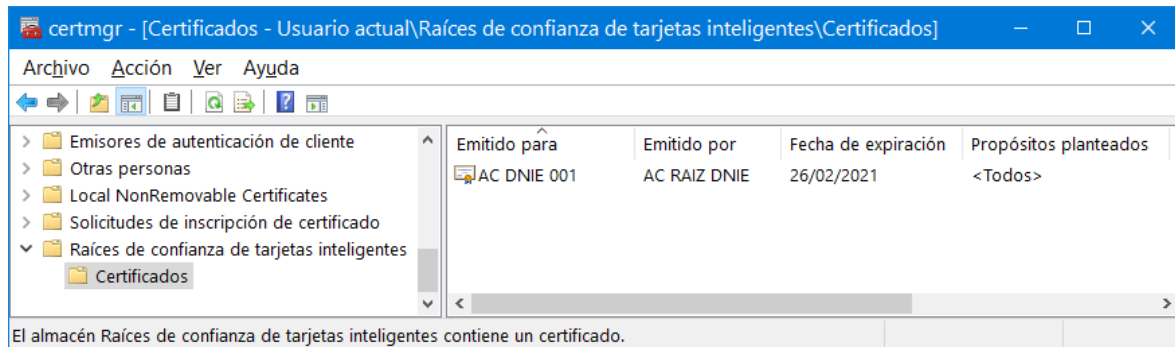 certmgr - [Certificados - Usuario actual\Raíces de confianza de tarjetas inteligentes\Certificados]
Archivo Acción Ver Ayuda
Emisores de autenticación de cliente
Otras personas
Local NonRemovable Certificates
Solicitudes de inscripción de certificado
Raíces de confianza de tarjetas inteligentes
Certificados
Emitido para Emitido por Fecha de expiración Propósitos planteados
AC DNIE 001 AC RAIZ DNIE 26/02/2021 <Todos>
El almacén Raíces de confianza de tarjetas inteligentes contiene un certificado.